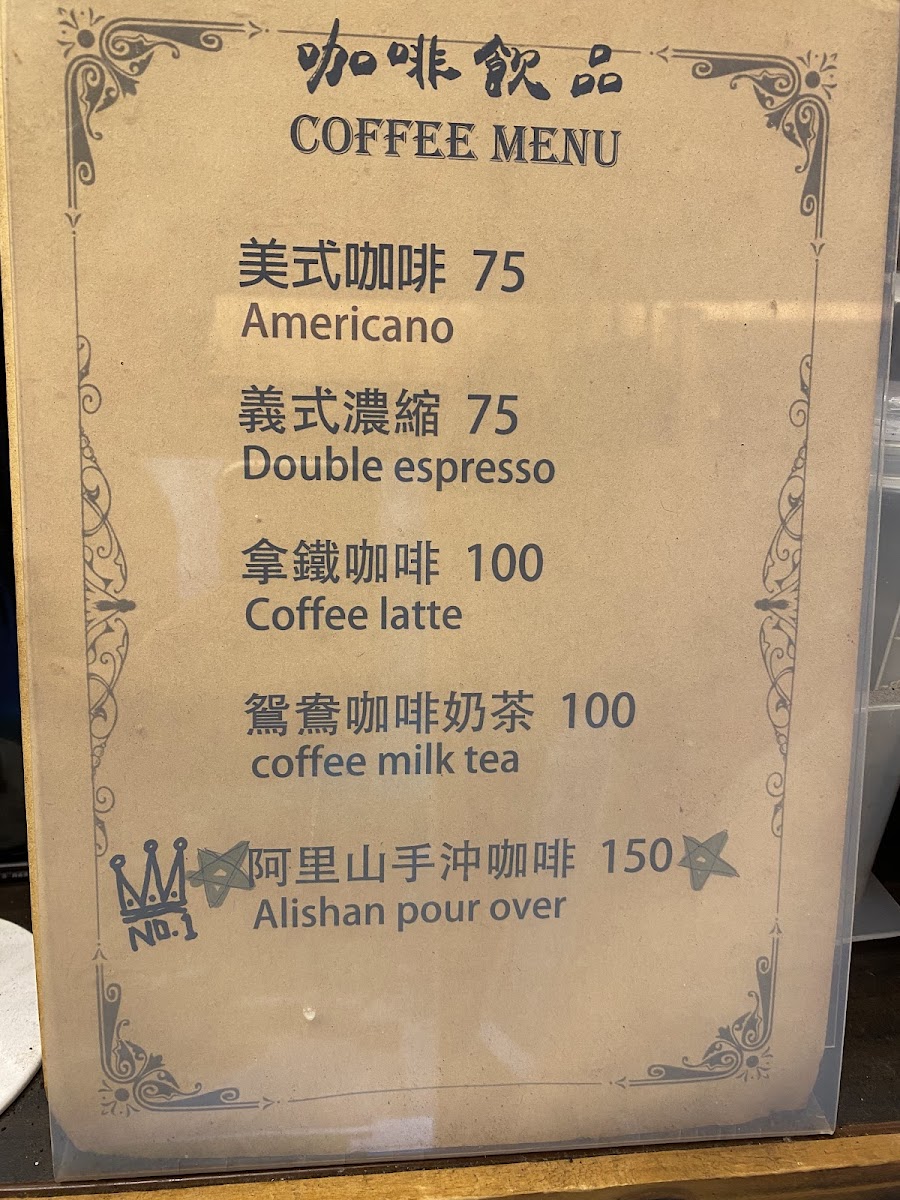 咖啡飲品
COFFEE MENU
美式咖啡 75
Americano
義式濃縮 75
Double espresso
拿鐵咖啡 100
Coffee latte
鴛鴦咖啡奶茶 100
coffee milk tea
阿里山手沖咖啡 150
Alishan pour over
NO.1